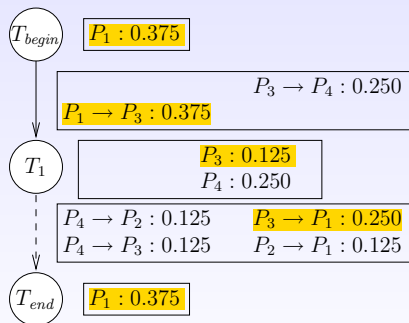 T_begin P_1 : 0.375
P_3 → P_4 : 0.250
P_1 → P_3 : 0.375
T_1
P_3 : 0.125
P_4 : 0.250
P_4 → P_2 : 0.125 P_3 → P_1 : 0.250
P_4 → P_3 : 0.125 P_2 → P_1 : 0.125
T_end P_1 : 0.375